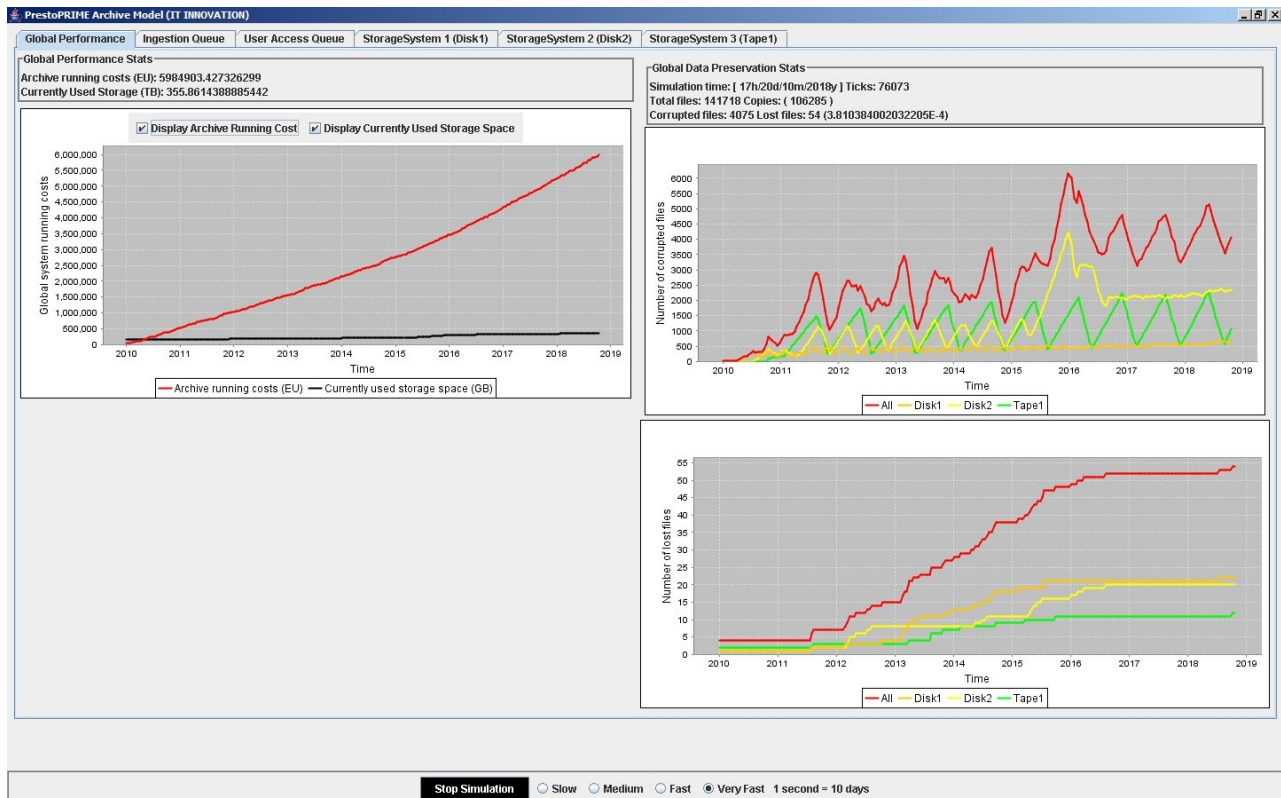 PrestoPRIME Archive Model (IT INNOVATION)
Global Performance Ingestion Queue User Access Queue StorageSystem 1 (Disk1) StorageSystem 2 (Disk2) StorageSystem 3 (Tape1)
Global Performance Stats
Archive running costs (EU): 5984903.427326299
Currently Used Storage (TB): 355.8614388885442
Display Archive Running Cost Display Currently Used Storage Space
Global system running costs
6,000,000
5,500,000
5,000,000
4,500,000
4,000,000
3,500,000
3,000,000
2,500,000
2,000,000
1,500,000
1,000,000
500,000
0
2010 2011 2012 2013 2014 2015 2016 2017 2018 2019
Time
Archive running costs (EU) Currently used storage space (GB)
Global Data Preservation Stats
Simulation time: [ 17h/20d/10m/2018y ] Ticks: 76073
Total files: 141718 Copies: ( 106285 )
Corrupted files: 4075 Lost files: 54 (3.810384002032205E-4)
Number of corrupted files
6000
5500
5000
4500
4000
3500
3000
2500
2000
1500
1000
500
0
2010 2011 2012 2013 2014 2015 2016 2017 2018 2019
Time
All Disk1 Disk2 Tape1
Number of lost files
55
50
45
40
35
30
25
20
15
10
5
0
2010 2011 2012 2013 2014 2015 2016 2017 2018 2019
Time
All Disk1 Disk2 Tape1
Stop Simulation Slow Medium Fast Very Fast 1 second = 10 days